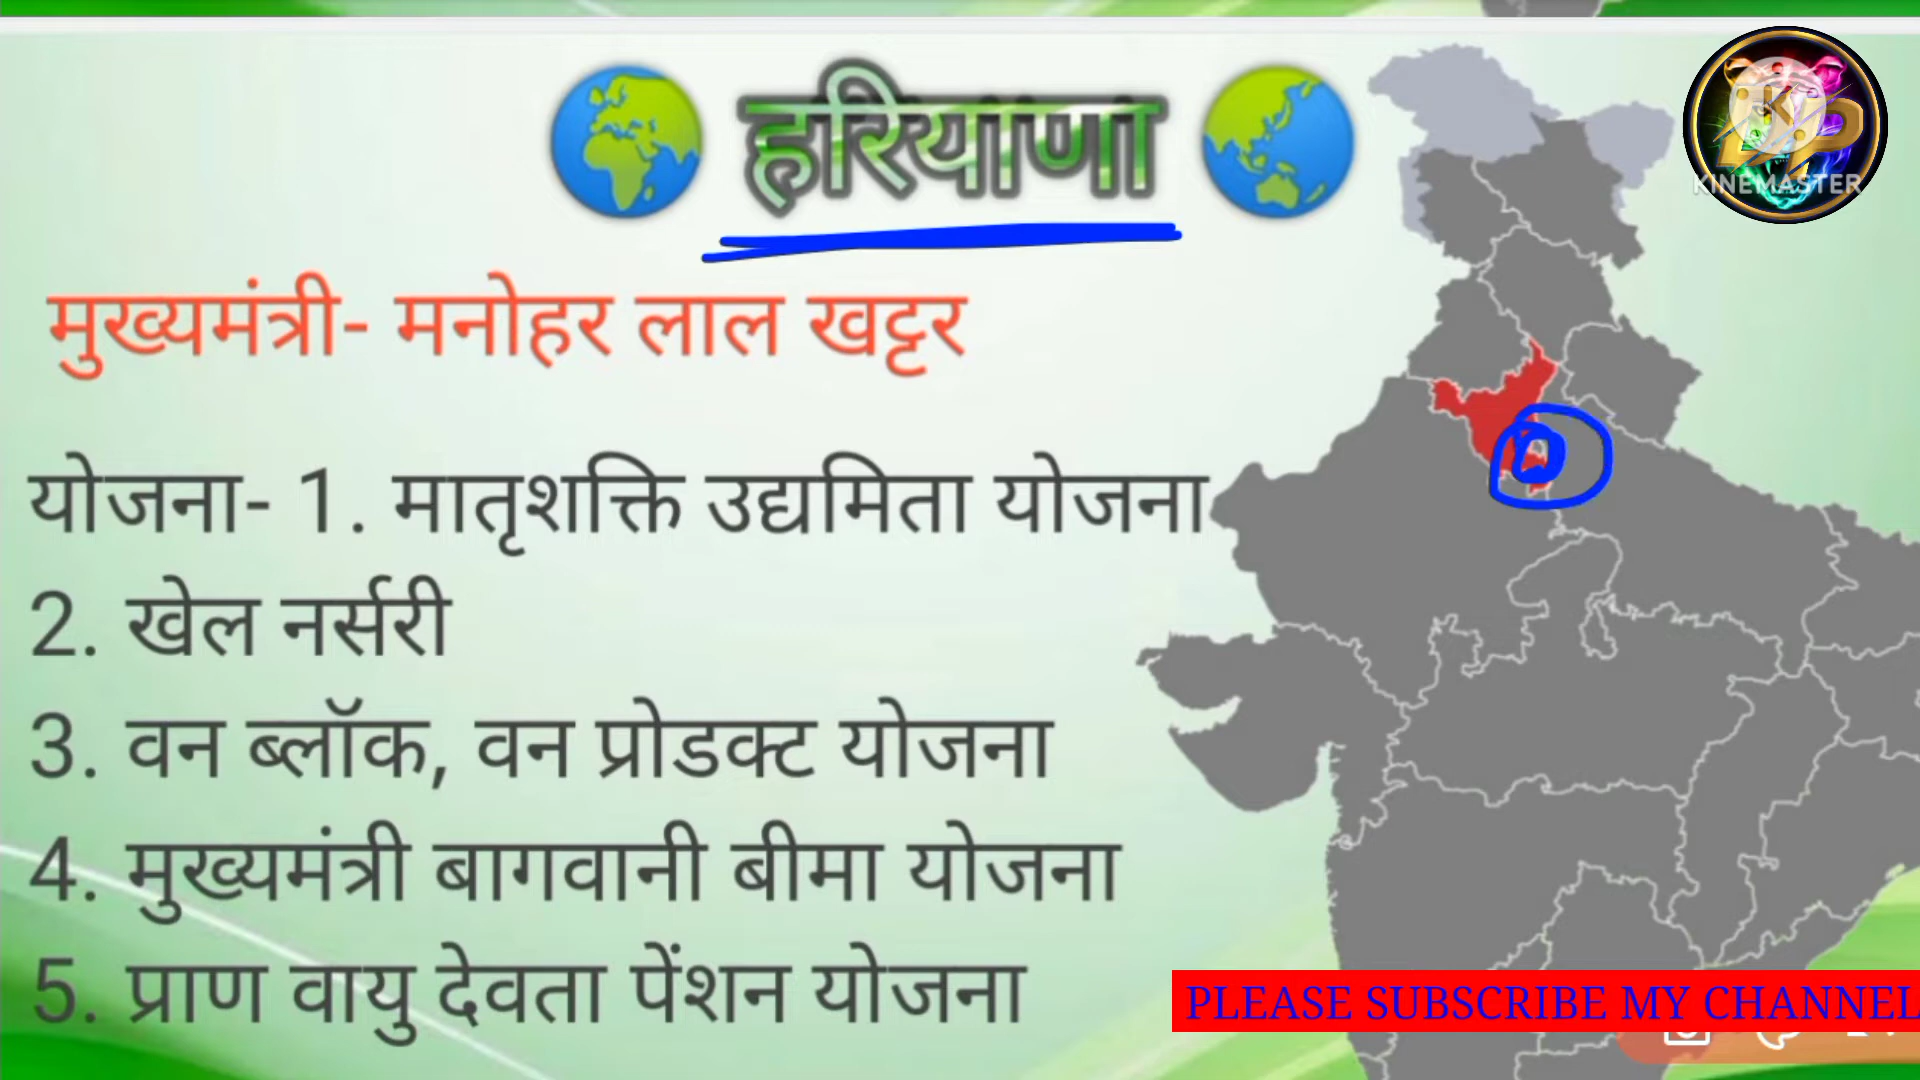 हरियाणा
KINEMASTER
मुख्यमंत्री- मनोहर लाल खट्टर
योजना- 1. मातृशक्ति उद्यमिता योजना
2. खेल नर्सरी
3. वन ब्लॉक, वन प्रोडक्ट योजना
4. मुख्यमंत्री बागवानी बीमा योजना
5. प्राण वायु देवता पेंशन योजना
PLEASE SUBSCRIBE MY CHANNEL